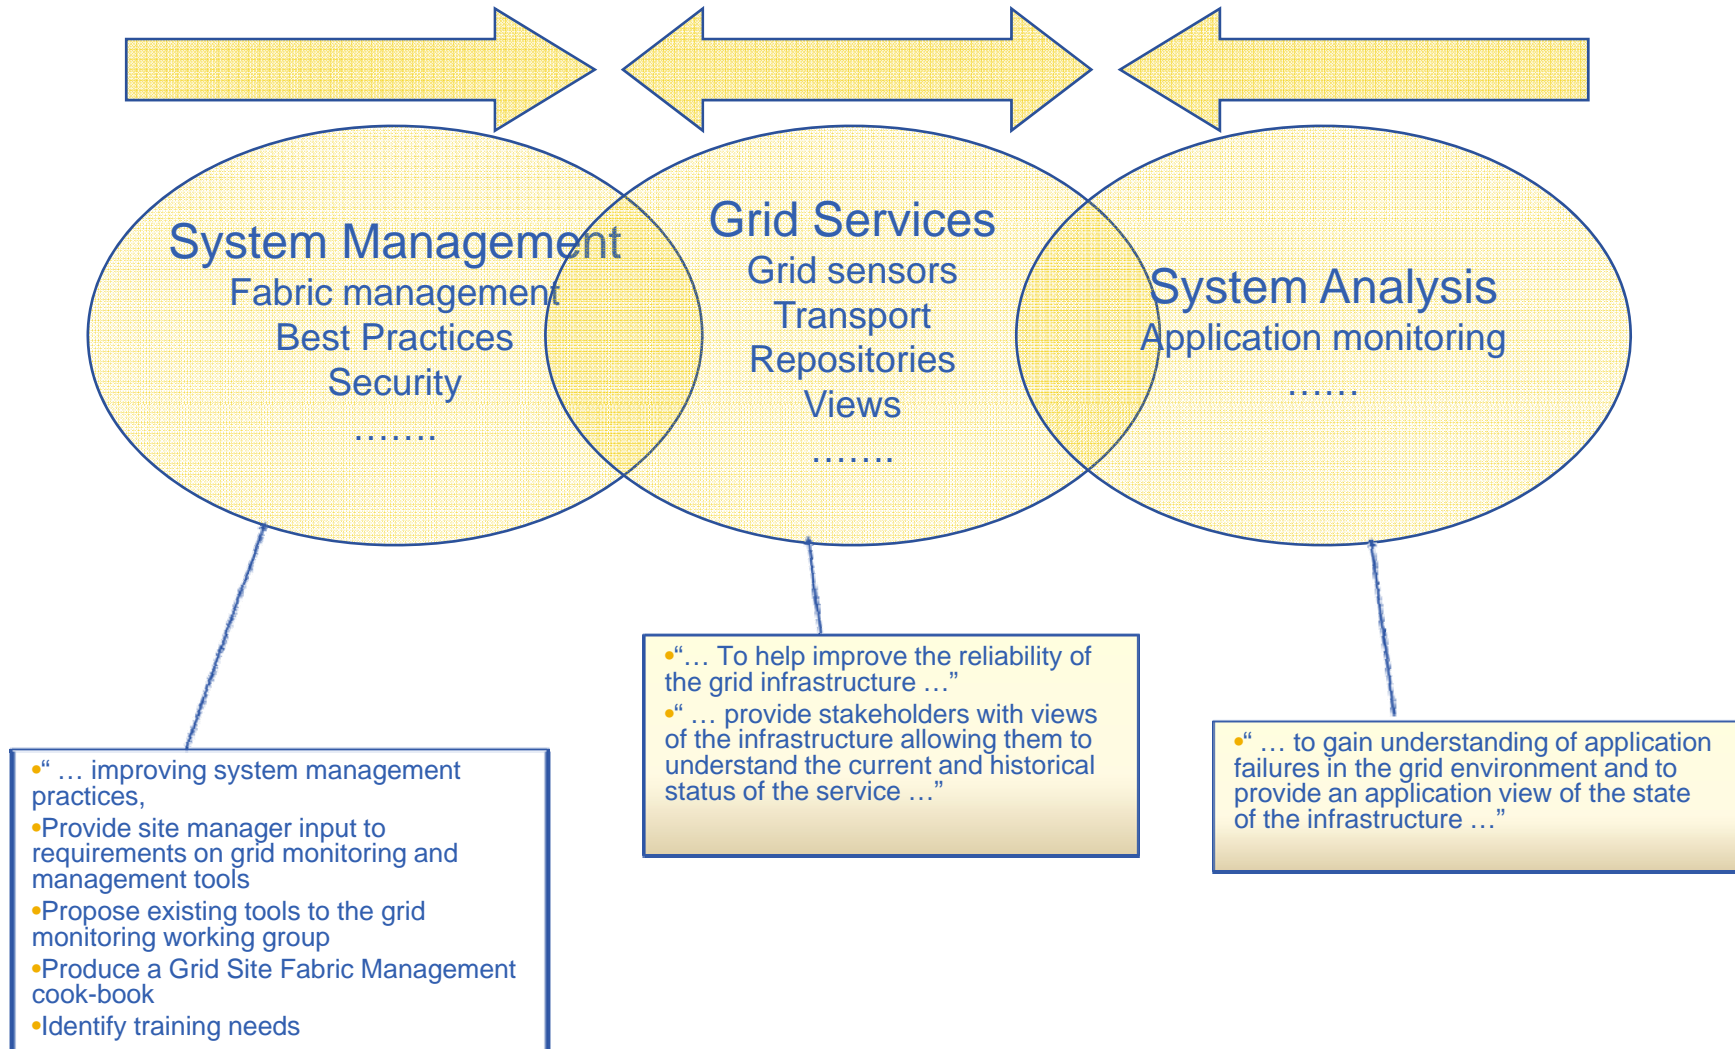 System Management
Fabric management
Best Practices
Security
.......
Grid Services
Grid sensors
Transport
Repositories
Views
.......
System Analysis
Application monitoring
......
•“ … improving system management
practices,
•Provide site manager input to
requirements on grid monitoring and
management tools
•Propose existing tools to the grid
monitoring working group
•Produce a Grid Site Fabric Management
cook-book
•Identify training needs
•“… To help improve the reliability of
the grid infrastructure …”
•“ … provide stakeholders with views
of the infrastructure allowing them to
understand the current and historical
status of the service …”
•“ … to gain understanding of application
failures in the grid environment and to
provide an application view of the state
of the infrastructure …”